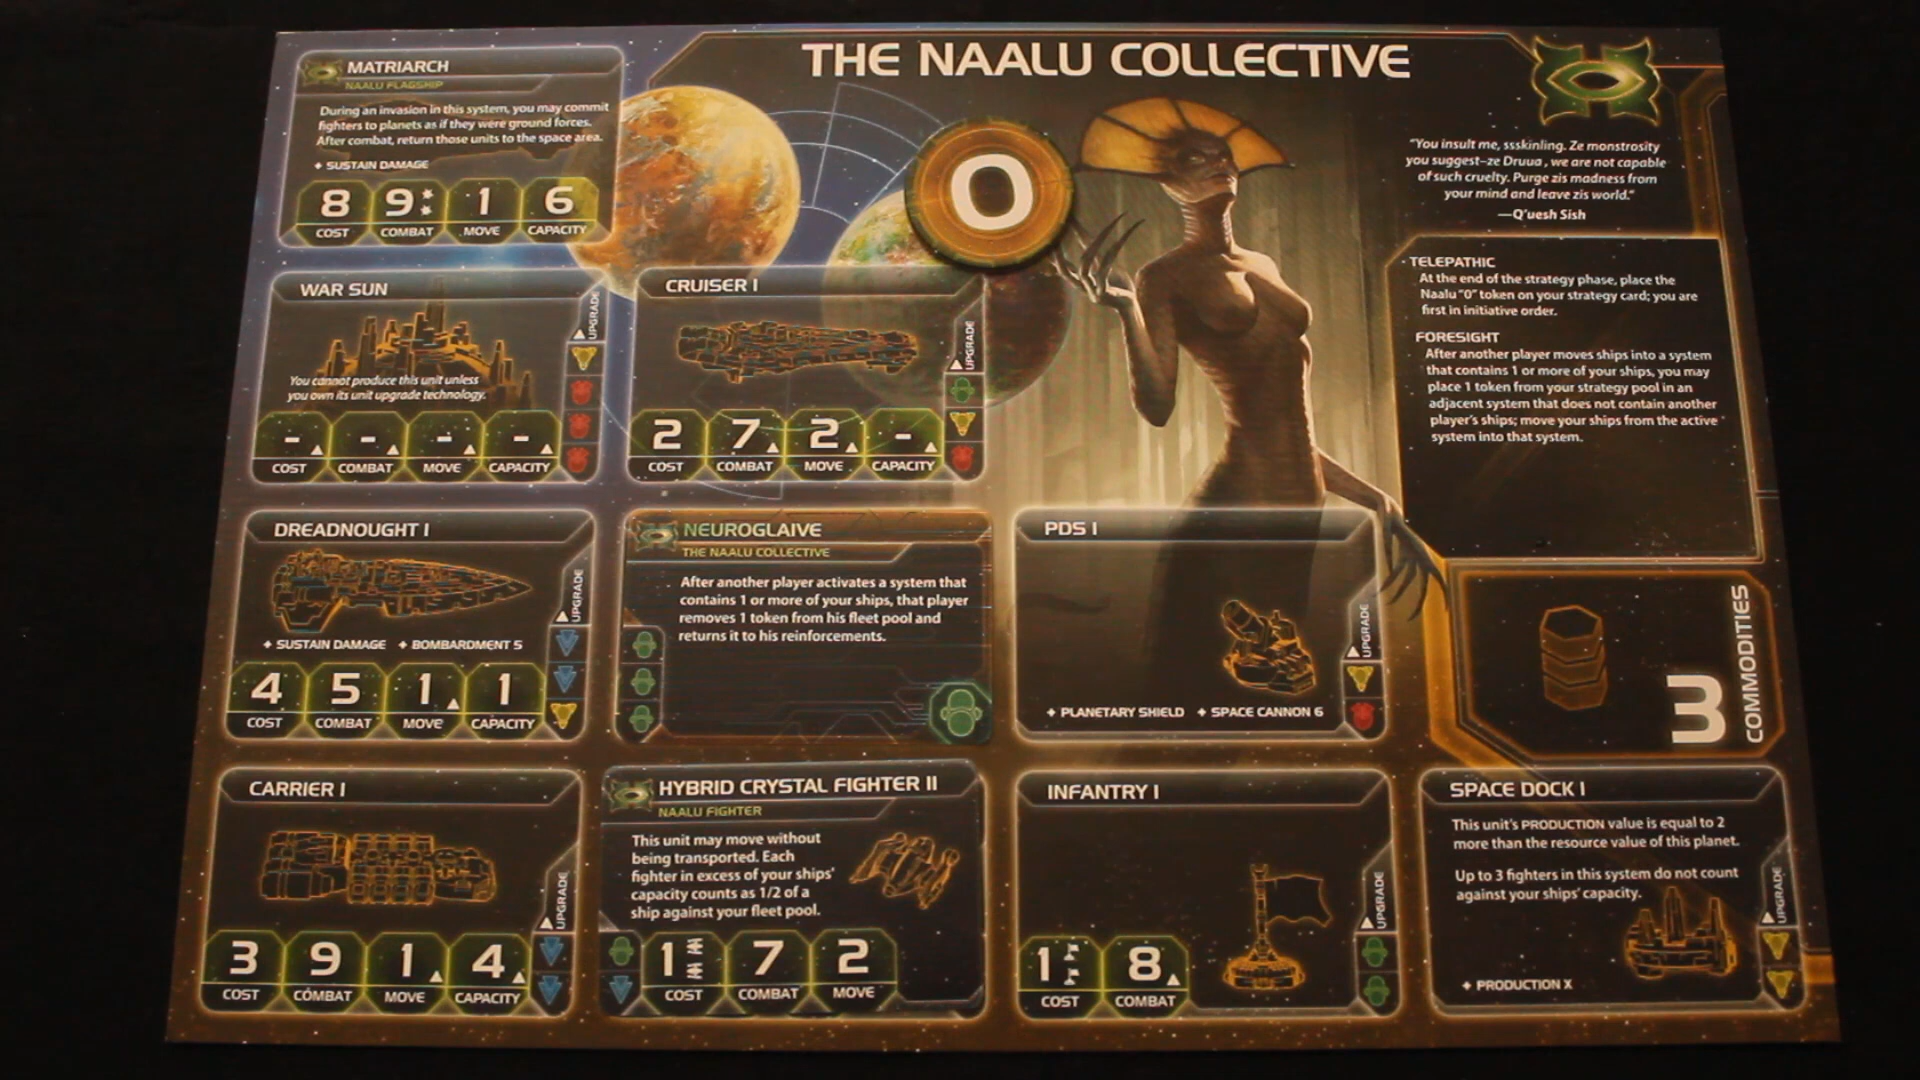 THE NAALU COLLECTIVE
MATRIARCH
NAALU FLAGSHIP
During an invasion in this system, you may commit
fighters to planets as if they were ground forces.
After combat, return those units to the space area.
SUSTAIN DAMAGE
8 9 1 6
COST COMBAT MOVE CAPACITY
0
"You insult me, ssskinling. Ze monstrosity
you suggest–ze Druua , we are not capable
of such cruelty. Purge zis madness from
your mind and leave zis world."
—Q'uesh Sish
TELEPATHIC
At the end of the strategy phase, place the
Naalu "0" token on your strategy card; you are
first in initiative order.
FORESIGHT
After another player moves ships into a system
that contains 1 or more of your ships, you may
place 1 token from your strategy pool in an
adjacent system that does not contain another
player's ships; move your ships from the active
system into that system.
WAR SUN
You cannot produce this unit unless
you own its unit upgrade technology.
- - - -
COST COMBAT MOVE CAPACITY
UPGRADE
CRUISER I
2 7 2 -
COST COMBAT MOVE CAPACITY
UPGRADE
DREADNOUGHT I
SUSTAIN DAMAGE BOMBARDMENT 5
4 5 1 1
COST COMBAT MOVE CAPACITY
UPGRADE
NEUROGLAIVE
THE NAALU COLLECTIVE
After another player activates a system that
contains 1 or more of your ships, that player
removes 1 token from his fleet pool and
returns it to his reinforcements.
PDS I
PLANETARY SHIELD SPACE CANNON 6
UPGRADE
3
COMMODITIES
CARRIER I
3 9 1 4
COST COMBAT MOVE CAPACITY
UPGRADE
HYBRID CRYSTAL FIGHTER II
NAALU FIGHTER
This unit may move without
being transported. Each
fighter in excess of your ships'
capacity counts as 1/2 of a
ship against your fleet pool.
1 7 2
COST COMBAT MOVE
INFANTRY I
1 8
COST COMBAT
UPGRADE
SPACE DOCK I
This unit's PRODUCTION value is equal to 2
more than the resource value of this planet.
Up to 3 fighters in this system do not count
against your ships' capacity.
PRODUCTION X
UPGRADE